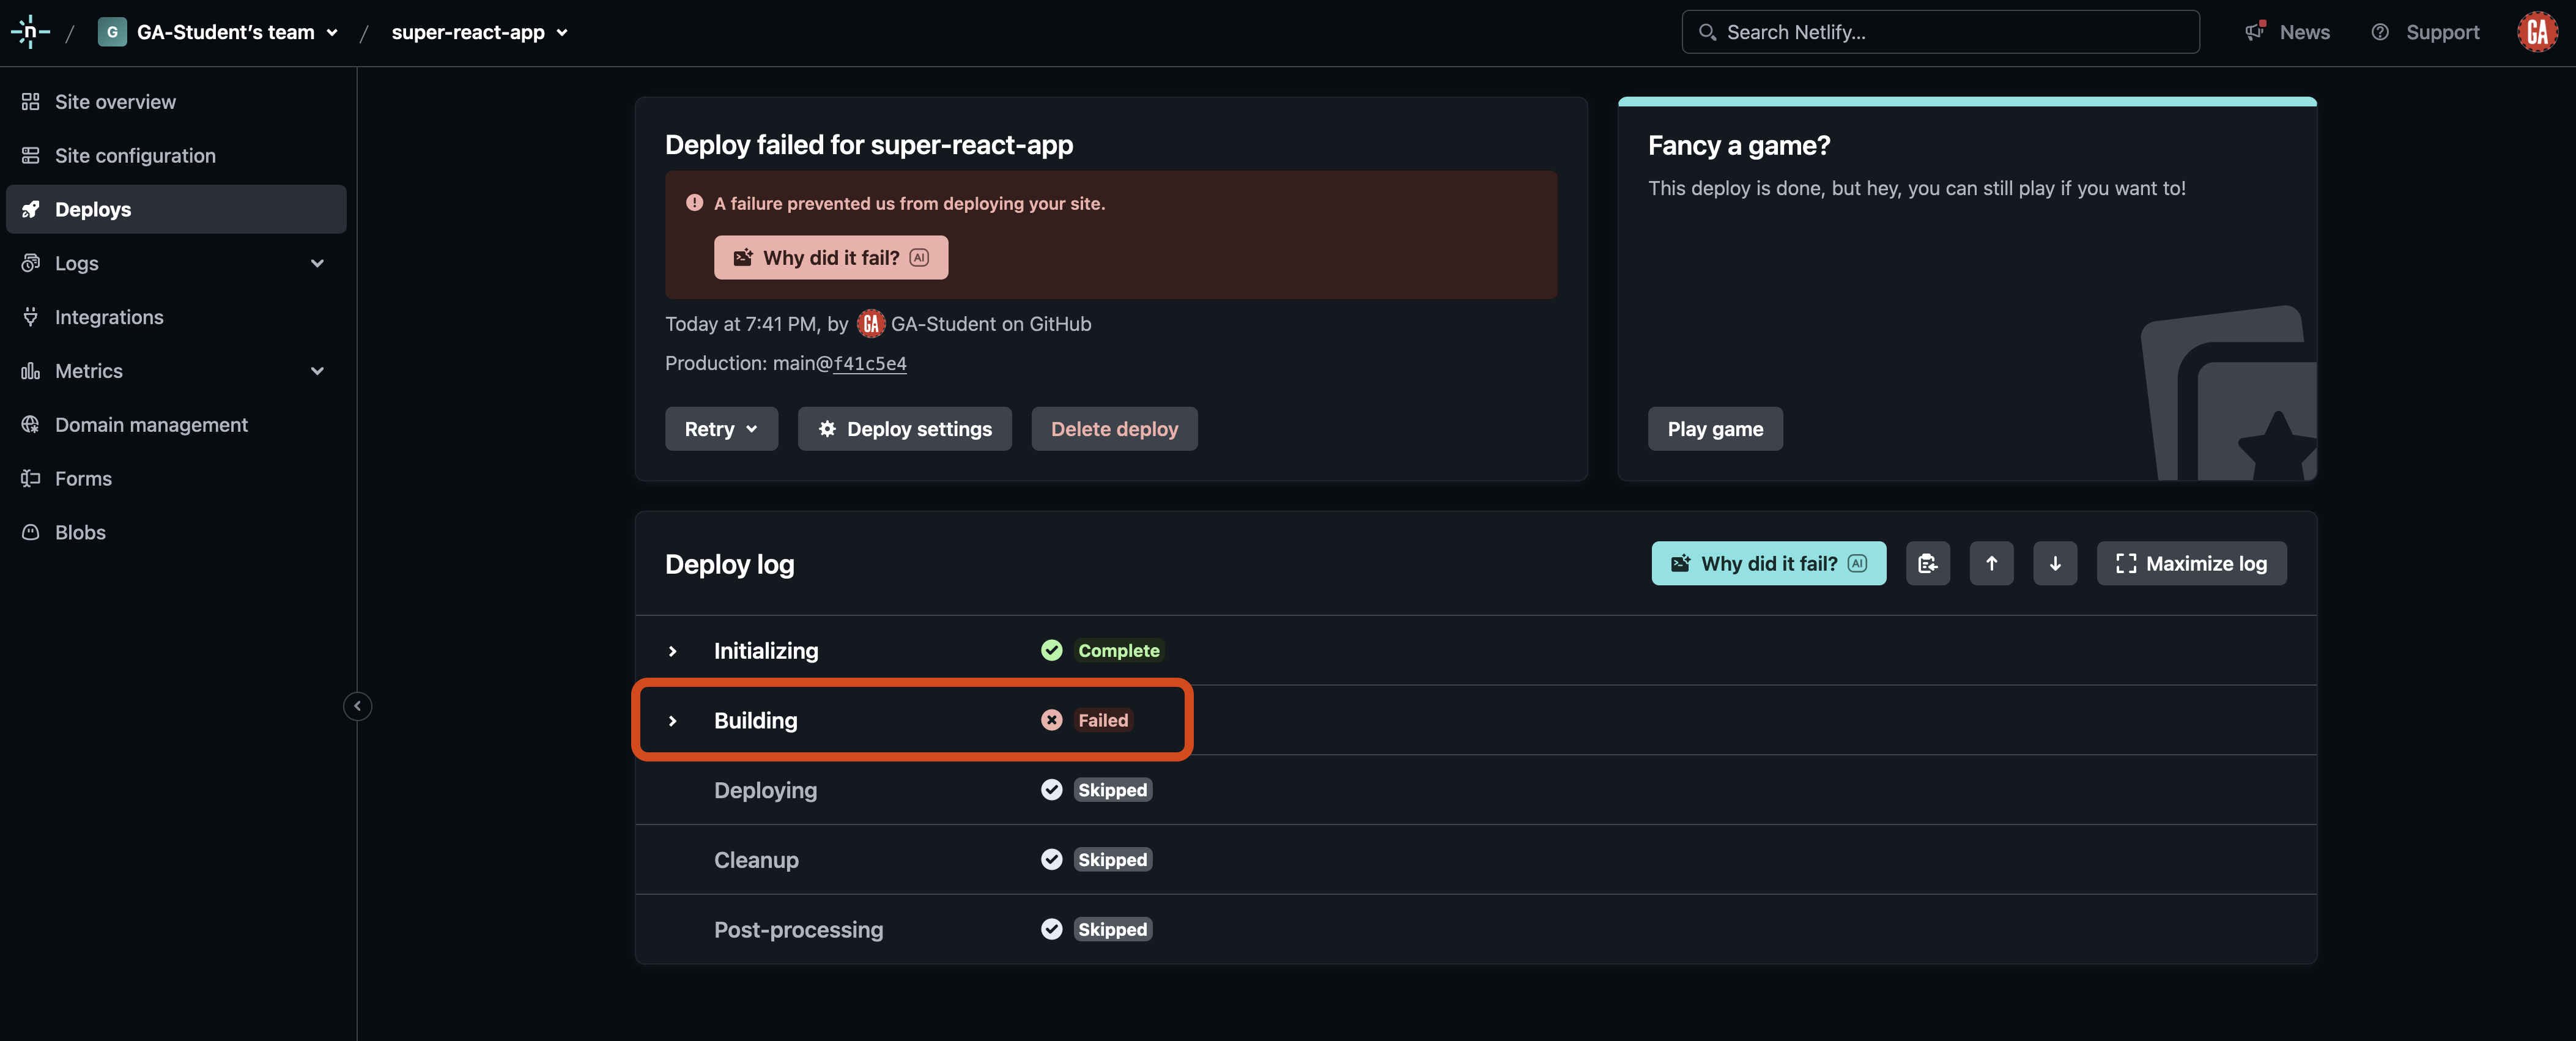 n / G GA-Student's team / super-react-app
Search Netlify...
News
Support
GA
Site overview
Site configuration
Deploys
Logs
Integrations
Metrics
Domain management
Forms
Blobs
Deploy failed for super-react-app
A failure prevented us from deploying your site.
Why did it fail? AI
Today at 7:41 PM, by GA GA-Student on GitHub
Production: main@f41c5e4
Retry
Deploy settings
Delete deploy
Fancy a game?
This deploy is done, but hey, you can still play if you want to!
Play game
Deploy log
Why did it fail? AI
Maximize log
Initializing Complete
Building Failed
Deploying Skipped
Cleanup Skipped
Post-processing Skipped